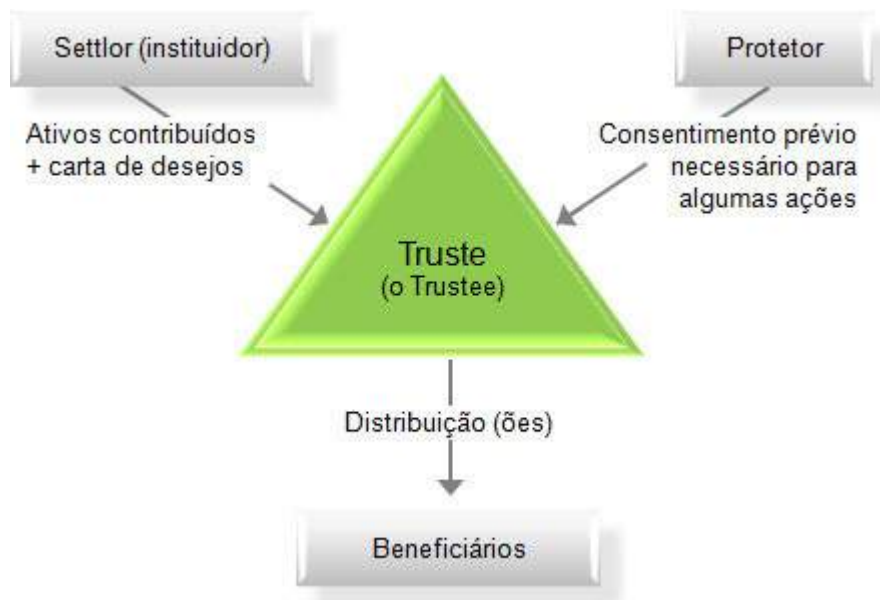 Settlor (instituidor)
Protetor
Ativos contribuídos
+ carta de desejos
Consentimento prévio
necessário para
algumas ações
Truste
(o Trustee)
Distribuição (ões)
Beneficiários